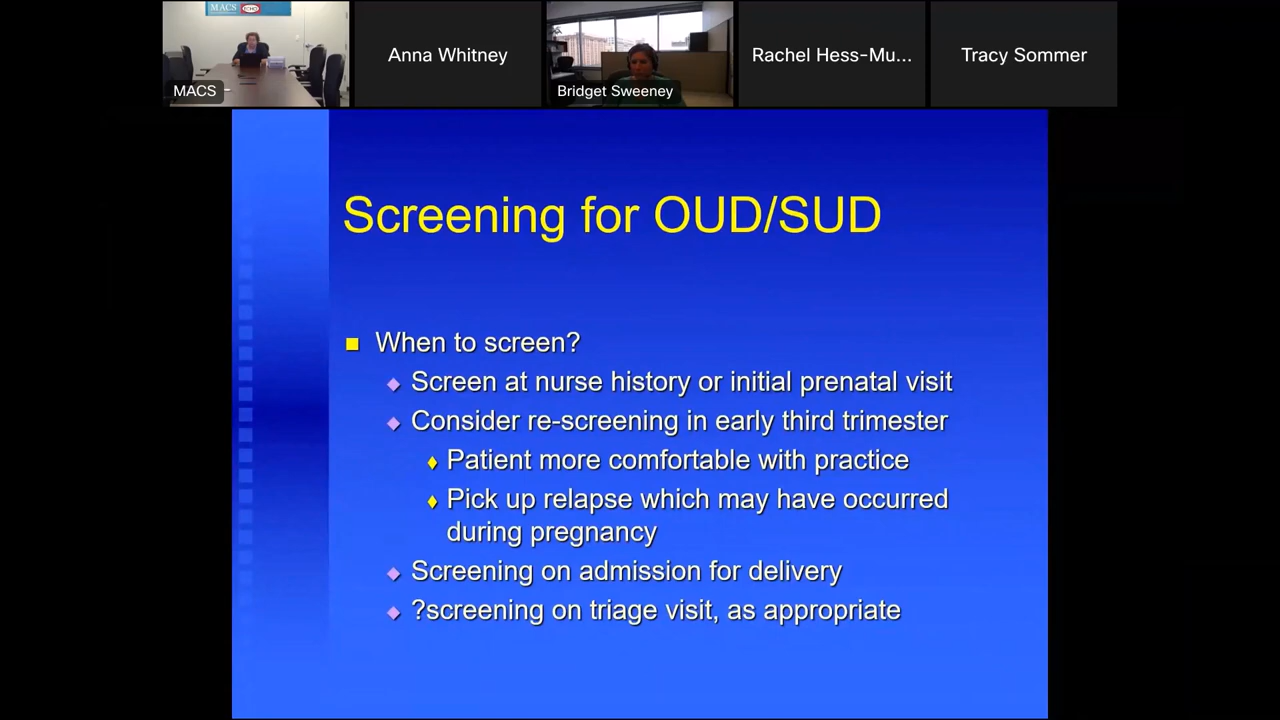 MACS
MACS
Anna Whitney
Bridget Sweeney
Rachel Hess-Mu...
Tracy Sommer
Screening for OUD/SUD
When to screen?
Screen at nurse history or initial prenatal visit
Consider re-screening in early third trimester
Patient more comfortable with practice
Pick up relapse which may have occurred
during pregnancy
Screening on admission for delivery
?screening on triage visit, as appropriate